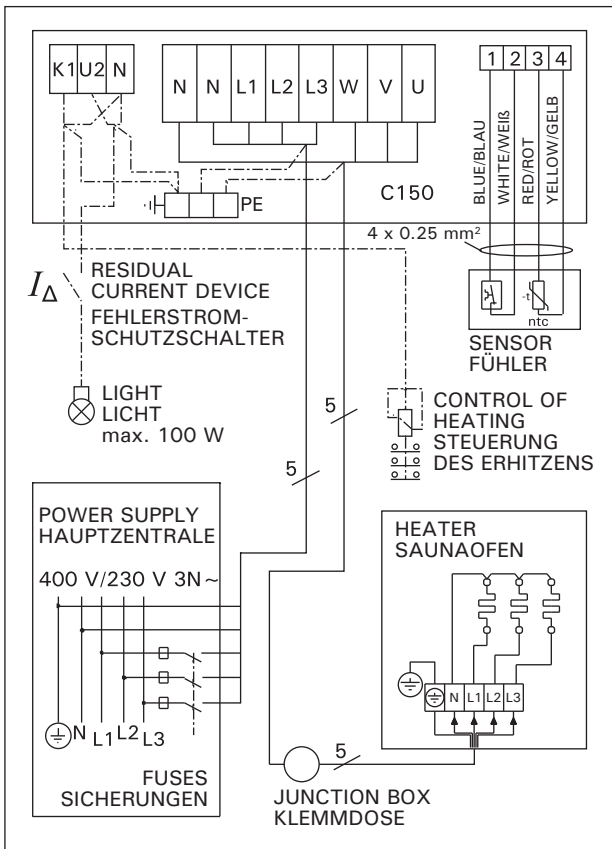 K1 U2 N
N N L1 L2 L3 W V U
1 2 3 4
BLUE/BLAU
WHITE/WEIß
RED/ROT
YELLOW/GELB
PE
C150
4 x 0.25 mm²
I∆
RESIDUAL
CURRENT DEVICE
FEHLERSTROM-
SCHUTZSCHALTER
-t
ntc
SENSOR
FÜHLER
LIGHT
LICHT
max. 100 W
5
5
CONTROL OF
HEATING
STEUERUNG
DES ERHITZENS
POWER SUPPLY
HAUPTZENTRALE
400 V/230 V 3N ~
N L1 L2 L3
FUSES
SICHERUNGEN
HEATER
SAUNAOFEN
N L1 L2 L3
5
JUNCTION BOX
KLEMMDOSE